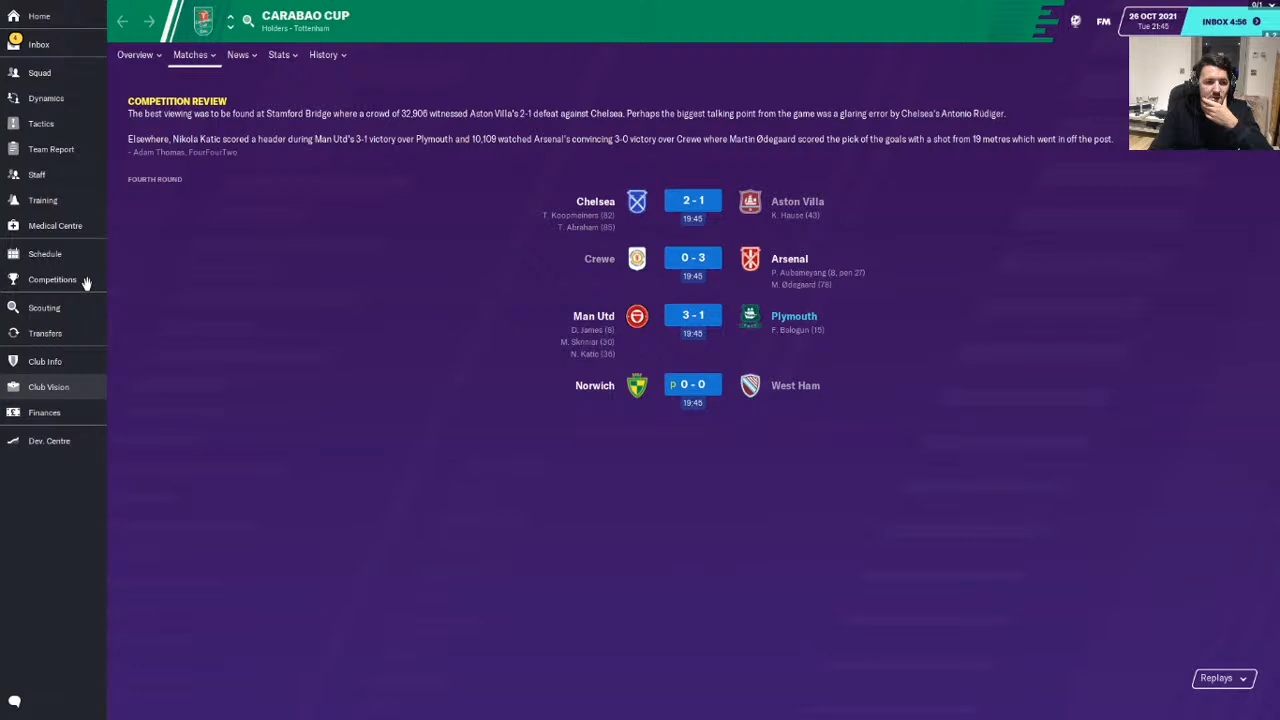 Home
CARABAO CUP
Holders - Tottenham
FM
26 OCT 2021
Tue 21:45
INBOX 4:56
0/1
2
4
Inbox
Overview
Matches
News
Stats
History
Squad
Dynamics
Tactics
Team Report
Staff
Training
Medical Centre
Schedule
Competitions
Scouting
Transfers
Club Info
Club Vision
Finances
Dev. Centre
COMPETITION REVIEW
The best viewing was to be found at Stamford Bridge where a crowd of 32,906 witnessed Aston Villa's 2-1 defeat against Chelsea. Perhaps the biggest talking point from the game was a glaring error by Chelsea's Antonio Rüdiger.
Elsewhere, Nikola Katic scored a header during Man Utd's 3-1 victory over Plymouth and 10,109 watched Arsenal's convincing 3-0 victory over Crewe where Martin Ødegaard scored the pick of the goals with a shot from 19 metres which went in off the post.
- Adam Thomas, FourFourTwo
FOURTH ROUND
Chelsea 2 - 1 Aston Villa
T. Koopmeiners (82) 19:45 K. Hause (43)
T. Abraham (85)
Crewe 0 - 3 Arsenal
19:45 P. Aubameyang (8, pen 27)
M. Ødegaard (78)
Man Utd 3 - 1 Plymouth
D. James (5) 19:45 F. Bologun (15)
M. Skriniar (30)
N. Katic (36)
Norwich p 0 - 0 West Ham
19:45
Replays